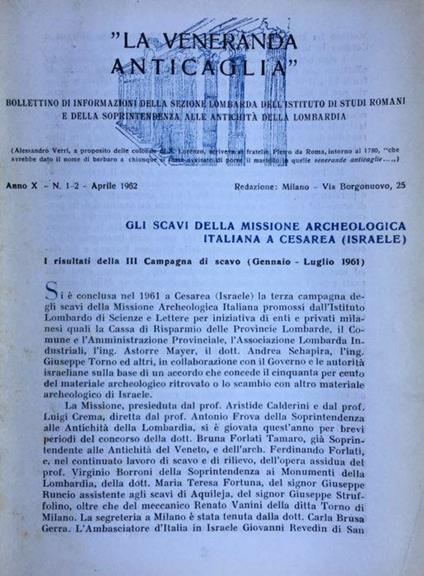 "LA VENERANDA
ANTICAGLIA"
BOLLETTINO DI INFORMAZIONI DELLA SEZIONE LOMBARDA DELL'ISTITUTO DI STUDI ROMANI
E DELLA SOPRINTENDENZA ALLE ANTICHITÀ DELLA LOMBARDIA
(Alessandro Verri, a proposito delle colonne di S. Lorenzo, scriveva al fratello Pietro da Roma, intorno al 1780, "che
avrebbe dato il nome di barbaro a chiunque si fosse avvisato di porre il martello in quelle venerande anticaglie.....)
Anno X - N. 1-2 - Aprile 1962
Redazione: Milano - Via Borgonuovo, 25
GLI SCAVI DELLA MISSIONE ARCHEOLOGICA
ITALIANA A CESAREA (ISRAELE)
I risultati della III Campagna di scavo (Gennaio - Luglio 1961)
Si è conclusa nel 1961 a Cesarea (Israele) la terza campagna de-
gli scavi della Missione Archeologica Italiana promossi dall'Istituto
Lombardo di Scienze e Lettere per iniziativa di enti e privati mila-
nesi quali la Cassa di Risparmio delle Provincie Lombarde, il Co-
mune e l'Amministrazione Provinciale, l'Associazione Lombarda In-
dustriali, l'ing. Astorre Mayer, il dott. Andrea Schapira, l'ing.
Giuseppe Torno ed altri, in collaborazione con il Governo e le autorità
israeliane sulla base di un accordo che concede il cinquanta per
cento del materiale archeologico ritrovato o lo scambio con altro materiale
archeologico di Israele.
La Missione, presieduta dal prof. Aristide Calderini e dal prof.
Luigi Crema, diretta dal prof. Antonio Frova della Soprintendenza
alle Antichità della Lombardia, si è giovata quest'anno per brevi
periodi del concorso della dott. Bruna Forlati Tamaro, già Soprin-
tendente alle Antichità del Veneto, e dell'arch. Ferdinando Forlati,
e, nel continuato lavoro di scavo e di rilievo, dell'opera assidua del
prof. Virginio Borroni della Soprintendenza ai Monumenti della
Lombardia, della dott. Maria Teresa Fortuna, del signor Giuseppe
Runcio assistente agli scavi di Aquileja, del signor Giuseppe Struf-
folino, oltre che del meccanico Renato Vanini della ditta Torno di
Milano. La segreteria a Milano è stata tenuta dalla dott. Carla Brusa
Gerra. L'Ambasciatore d'Italia in Israele Giovanni Revedin di San